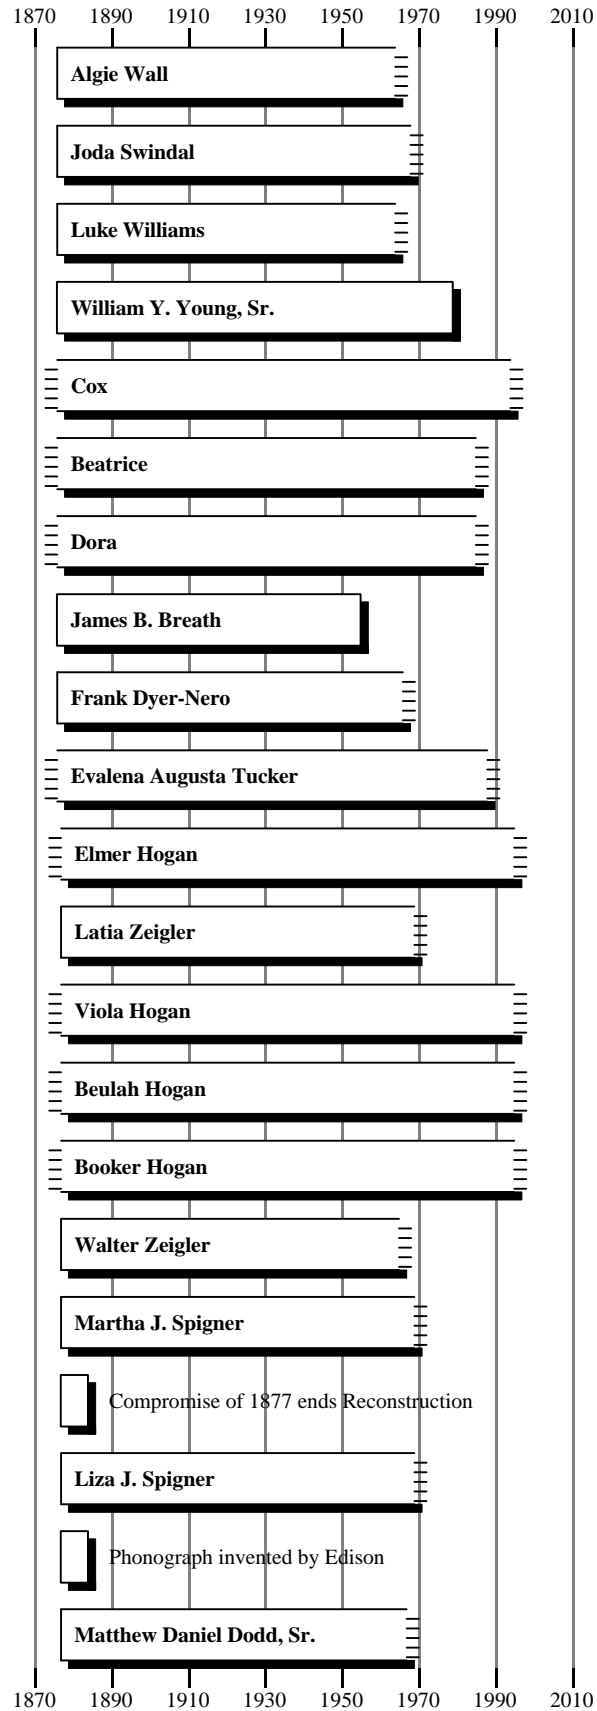 1870 1890 1910 1930 1950 1970 1990 2010
Algie Wall
Joda Swindal
Luke Williams
William Y. Young, Sr.
Cox
Beatrice
Dora
James B. Breath
Frank Dyer-Nero
Evalena Augusta Tucker
Elmer Hogan
Latia Zeigler
Viola Hogan
Beulah Hogan
Booker Hogan
Walter Zeigler
Martha J. Spigner
Compromise of 1877 ends Reconstruction
Liza J. Spigner
Phonograph invented by Edison
Matthew Daniel Dodd, Sr.
1870 1890 1910 1930 1950 1970 1990 2010